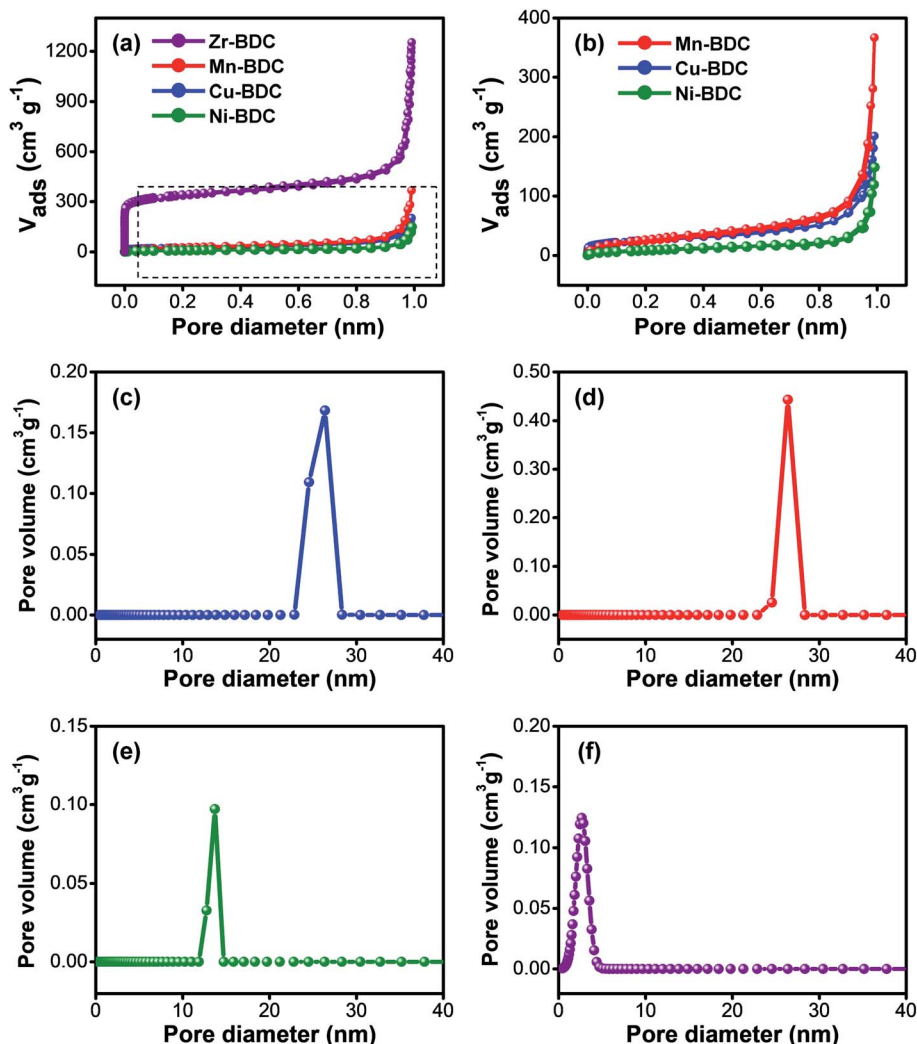 (a)
Zr-BDC
Mn-BDC
Cu-BDC
Ni-BDC
1200
900
600
300
0
V_ads (cm³ g⁻¹)
0.0 0.2 0.4 0.6 0.8 1.0
Pore diameter (nm)
(b)
Mn-BDC
Cu-BDC
Ni-BDC
400
300
200
100
0
V_ads (cm³ g⁻¹)
0.0 0.2 0.4 0.6 0.8 1.0
Pore diameter (nm)
(c)
0.20
0.15
0.10
0.05
0.00
Pore volume (cm³g⁻¹)
0 10 20 30 40
Pore diameter (nm)
(d)
0.50
0.40
0.30
0.20
0.10
0.00
Pore volume (cm³g⁻¹)
0 10 20 30 40
Pore diameter (nm)
(e)
0.15
0.10
0.05
0.00
Pore volume (cm³g⁻¹)
0 10 20 30 40
Pore diameter (nm)
(f)
0.20
0.15
0.10
0.05
0.00
Pore volume (cm³g⁻¹)
0 10 20 30 40
Pore diameter (nm)